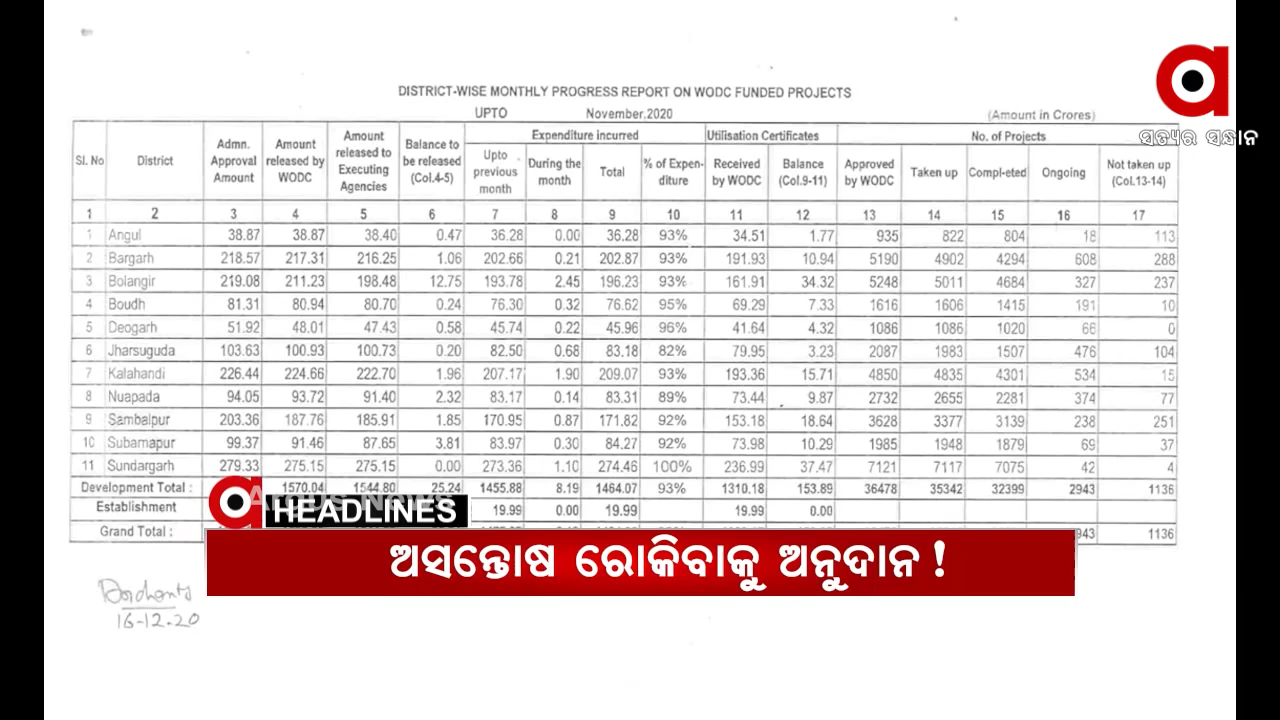 DISTRICT-WISE MONTHLY PROGRESS REPORT ON WODC FUNDED PROJECTS
UPTO November.2020 (Amount in Crores)
ସତ୍ୟର ସନ୍ଧାନ
Sl. No District Admn. Approval Amount Amount released by WODC Amount released to Executing Agencies Balance to be released (Col.4-5) Expenditure incurred Utilisation Certificates No. of Projects
Upto previous month During the month Total % of Expen-diture Received by WODC Balance (Col.9-11) Approved by WODC Taken up Compl-eted Ongoing Not taken up (Col.13-14)
1 2 3 4 5 6 7 8 9 10 11 12 13 14 15 16 17
1 Angul 38.87 38.87 38.40 0.47 36.28 0.00 36.28 93% 34.51 1.77 935 822 804 18 113
2 Bargarh 218.57 217.31 216.25 1.06 202.66 0.21 202.87 93% 191.93 10.94 5190 4902 4294 608 288
3 Bolangir 219.08 211.23 198.48 12.75 193.78 2.45 196.23 93% 161.91 34.32 5248 5011 4684 327 237
4 Boudh 81.31 80.94 80.70 0.24 76.30 0.32 76.62 95% 69.29 7.33 1616 1606 1415 191 10
5 Deogarh 51.92 48.01 47.43 0.58 45.74 0.22 45.96 96% 41.64 4.32 1086 1086 1020 66 0
6 Jharsuguda 103.63 100.93 100.73 0.20 82.50 0.68 83.18 82% 79.95 3.23 2087 1983 1507 476 104
7 Kalahandi 226.44 224.66 222.70 1.96 207.17 1.90 209.07 93% 193.36 15.71 4850 4835 4301 534 15
8 Nuapada 94.05 93.72 91.40 2.32 83.17 0.14 83.31 89% 73.44 9.87 2732 2655 2281 374 77
9 Sambalpur 203.36 187.76 185.91 1.85 170.95 0.87 171.82 92% 153.18 18.64 3628 3377 3139 238 251
10 Subarnapur 99.37 91.46 87.65 3.81 83.97 0.30 84.27 92% 73.98 10.29 1985 1948 1879 69 37
11 Sundargarh 279.33 275.15 275.15 0.00 273.36 1.10 274.46 100% 236.99 37.47 7121 7117 7075 42 4
Development Total : 1570.04 1544.80 25.24 1455.88 8.19 1464.07 93% 1310.18 153.89 36478 35342 32399 2943 1136
Establishment 19.99 0.00 19.99 19.99 0.00
HEADLINES
Grand Total : 1136
ଅସନ୍ତୋଷ ରୋକିବାକୁ ଅନୁଦାନ!
16-12-20